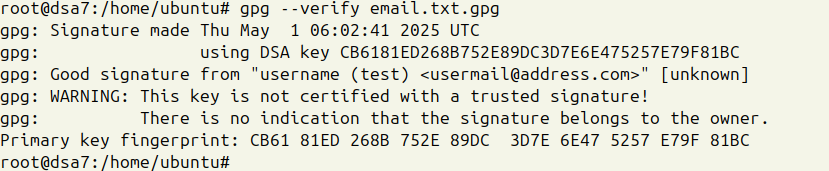 root@dsa7:/home/ubuntu# gpg --verify email.txt.gpg
gpg: Signature made Thu May  1 06:02:41 2025 UTC
gpg:                using DSA key CB6181ED268B752E89DC3D7E6E475257E79F81BC
gpg: Good signature from "username (test) <usermail@address.com>" [unknown]
gpg: WARNING: This key is not certified with a trusted signature!
gpg:          There is no indication that the signature belongs to the owner.
Primary key fingerprint: CB61 81ED 268B 752E 89DC  3D7E 6E47 5257 E79F 81BC
root@dsa7:/home/ubuntu#